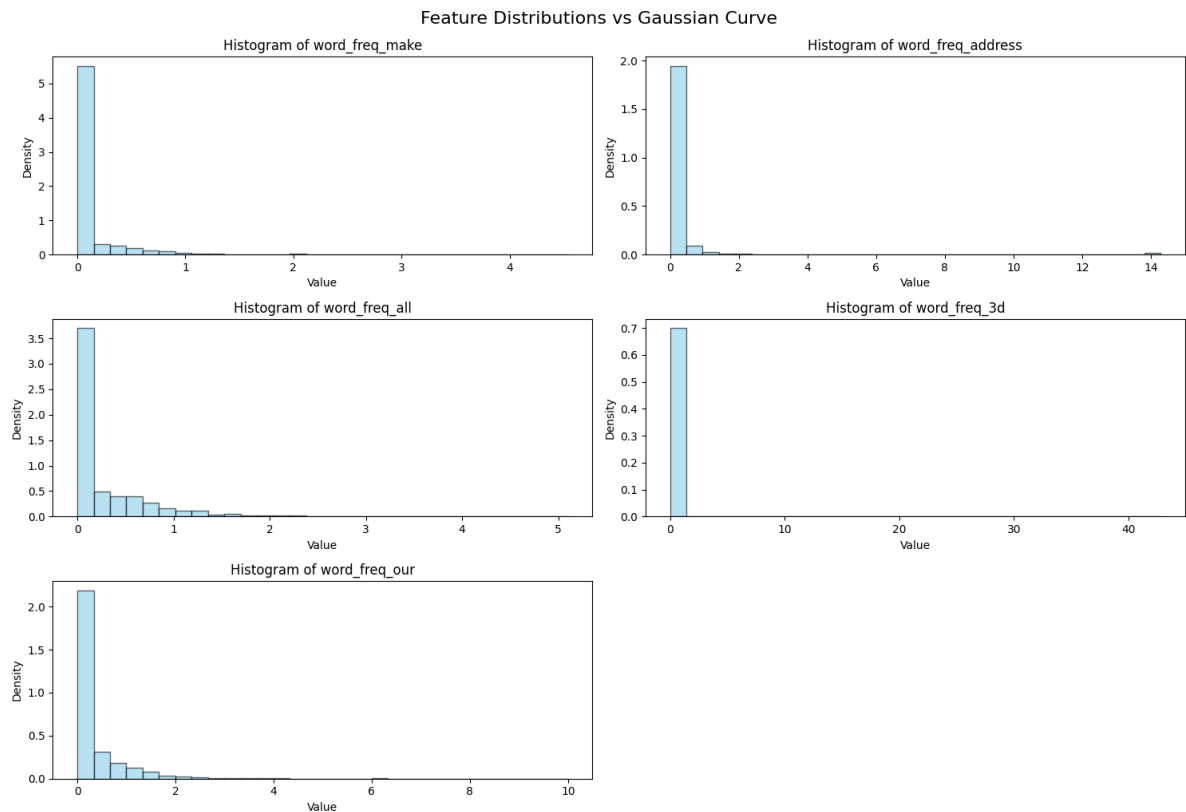 Feature Distributions vs Gaussian Curve
Histogram of word_freq_make
Density
5
4
3
2
1
0
0 1 2 3 4
Value
Histogram of word_freq_address
Density
2.0
1.5
1.0
0.5
0.0
0 2 4 6 8 10 12 14
Value
Histogram of word_freq_all
Density
3.5
3.0
2.5
2.0
1.5
1.0
0.5
0.0
0 1 2 3 4 5
Value
Histogram of word_freq_3d
Density
0.7
0.6
0.5
0.4
0.3
0.2
0.1
0.0
0 10 20 30 40
Value
Histogram of word_freq_our
Density
2.0
1.5
1.0
0.5
0.0
0 2 4 6 8 10
Value